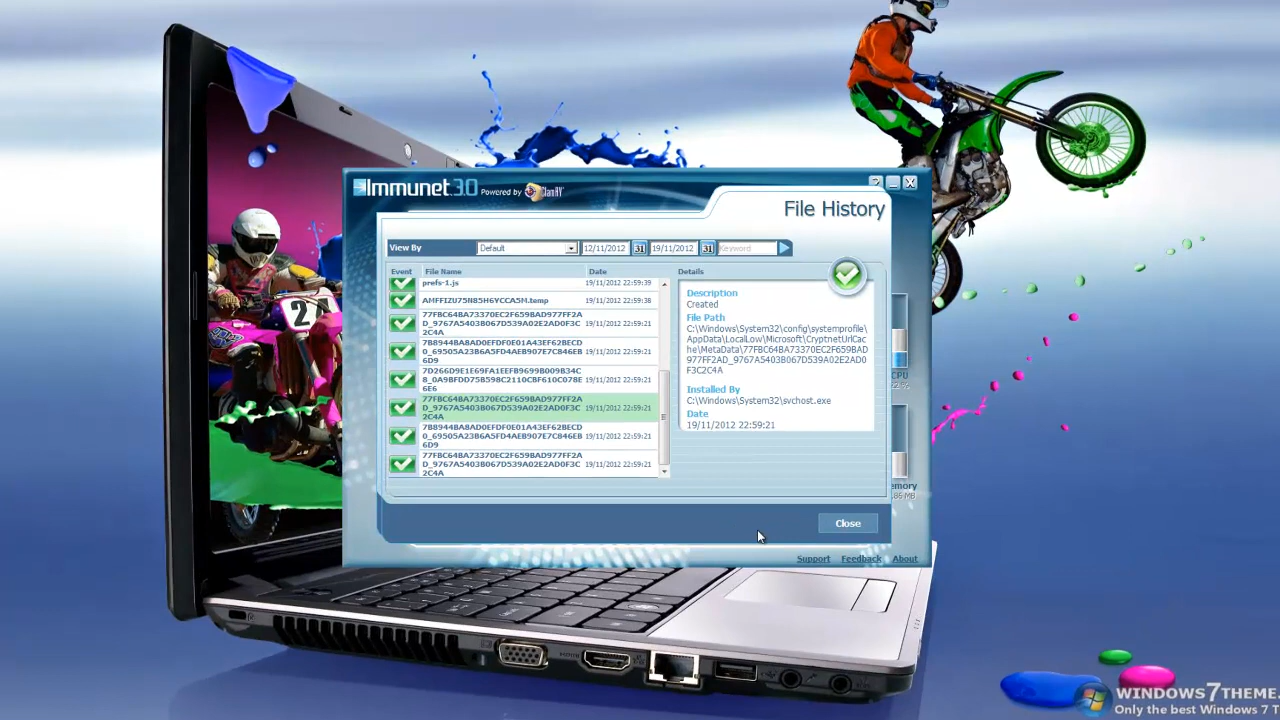 Immunet 3.0 Powered by ClamAV
File History
View By
Default
12/11/2012
31
19/11/2012
31
Keyword
Event
File Name
Date
Details
prefs-1.js
19/11/2012 22:59:39
AMFFIZU75N85H6YCCA5M.temp
19/11/2012 22:59:38
77FBC64BA73370EC2F659BAD977FF2A
D_9767A5403B067D539A02E2AD0F3C
2C4A
19/11/2012 22:59:21
7B8944BA8AD0EFDF0E01A43EF62BECD
0_69505A23B6A5FD4AEB907E7C846EB
6D9
19/11/2012 22:59:21
7D266D9E1E69FA1EEFB9699B009B34C
8_0A9BFDD75B598C2110CBF610C078E
6E6
19/11/2012 22:59:21
77FBC64BA73370EC2F659BAD977FF2A
D_9767A5403B067D539A02E2AD0F3C
2C4A
19/11/2012 22:59:21
7B8944BA8AD0EFDF0E01A43EF62BECD
0_69505A23B6A5FD4AEB907E7C846EB
6D9
19/11/2012 22:59:21
77FBC64BA73370EC2F659BAD977FF2A
D_9767A5403B067D539A02E2AD0F3C
2C4A
19/11/2012 22:59:21
Description
Created
File Path
C:\Windows\System32\config\systemprofile\
AppData\LocalLow\Microsoft\CryptnetUrlCac
he\MetaData\77FBC64BA73370EC2F659BAD
977FF2AD_9767A5403B067D539A02E2AD0
F3C2C4A
Installed By
C:\Windows\System32\svchost.exe
Date
19/11/2012 22:59:21
CPU
emory
Close
Support
Feedback
About
2
WINDOWS7THEME.
Only the best Windows 7 T